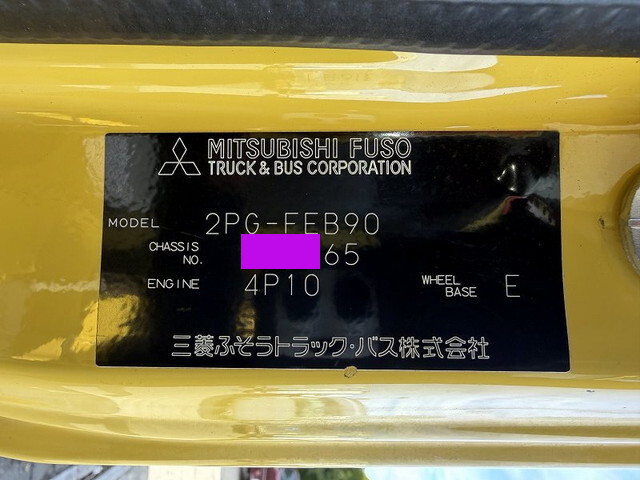 MITSUBISHI FUSO
TRUCK & BUS CORPORATION
MODEL 2PG-FEB90
CHASSIS NO. 65
ENGINE 4P10 WHEEL BASE E
三菱ふそうトラック・バス株式会社